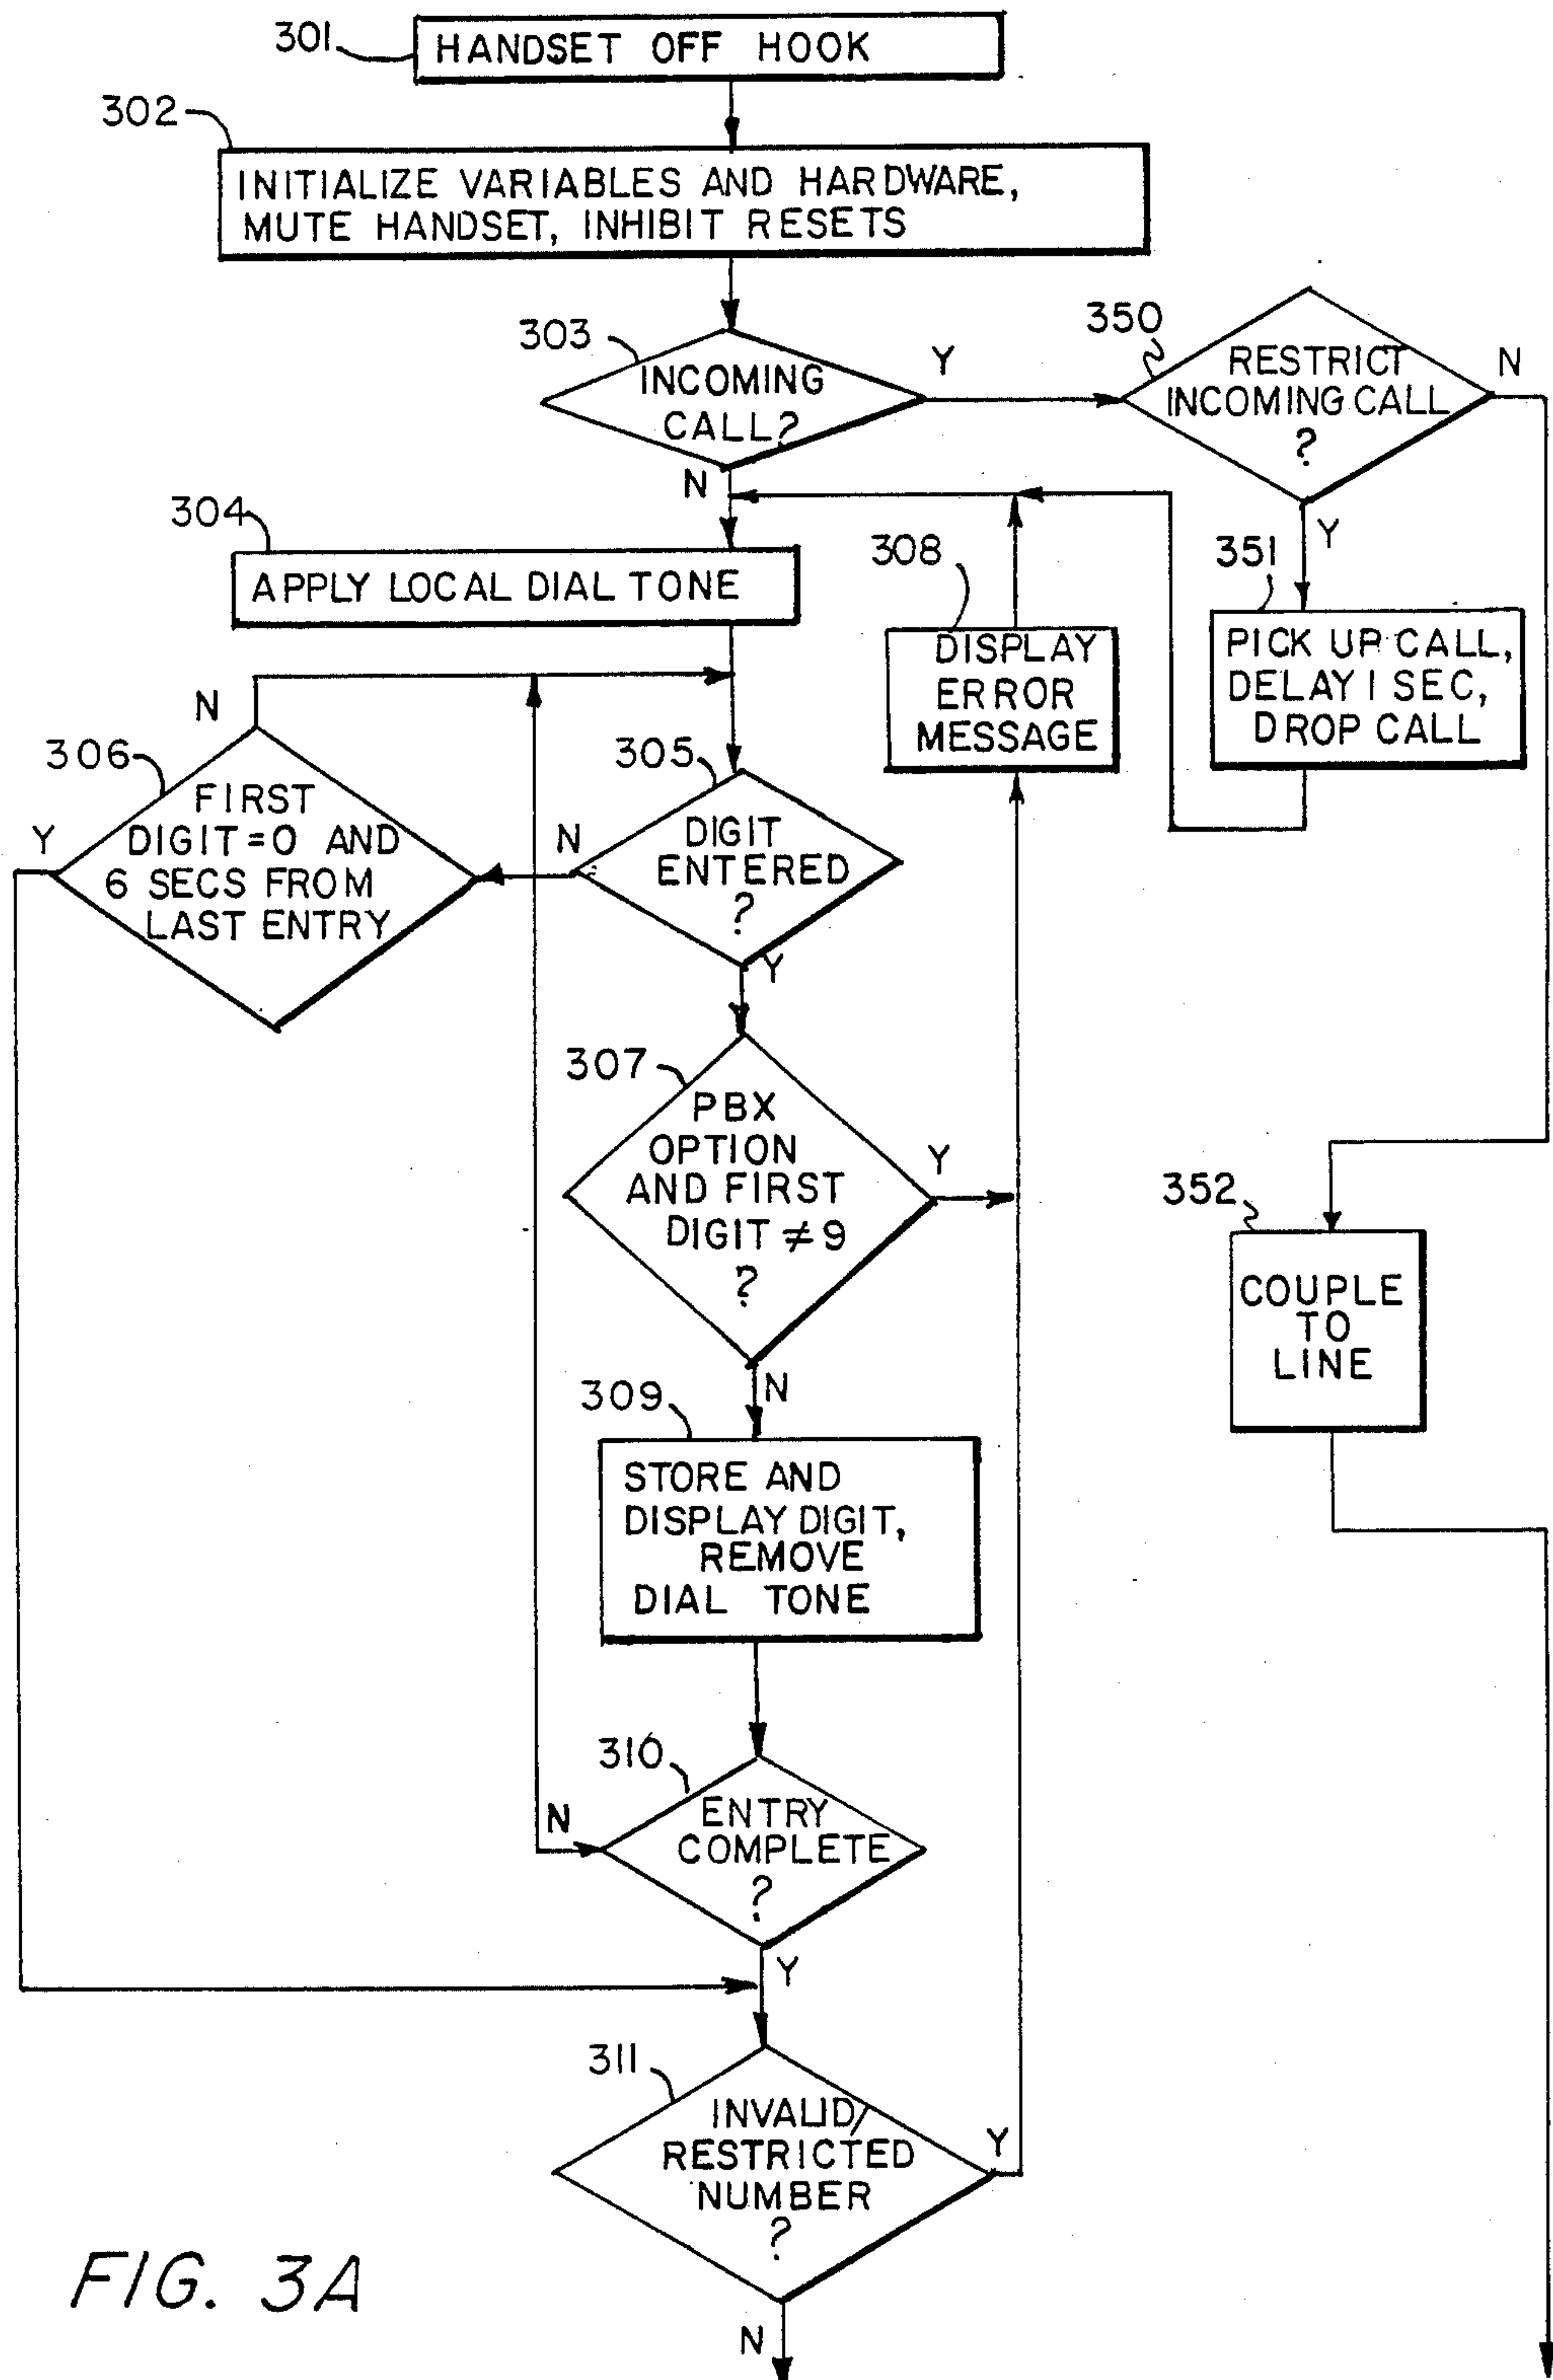 301
HANDSET OFF HOOK
302
INITIALIZE VARIABLES AND HARDWARE,
MUTE HANDSET, INHIBIT RESETS
303
INCOMING
CALL?
Y
N
350
RESTRICT
INCOMING CALL
?
N
Y
304
APPLY LOCAL DIAL TONE
308
DISPLAY
ERROR
MESSAGE
351
PICK UP CALL,
DELAY 1 SEC,
DROP CALL
N
306
FIRST
DIGIT=0 AND
6 SECS FROM
LAST ENTRY
Y
305
DIGIT
ENTERED
?
N
Y
307
PBX
OPTION
AND FIRST
DIGIT ≠ 9
?
Y
N
352
COUPLE
TO
LINE
309
STORE AND
DISPLAY DIGIT,
REMOVE
DIAL TONE
310
ENTRY
COMPLETE
?
N
Y
311
INVALID/
RESTRICTED
NUMBER
?
Y
N
FIG. 3A